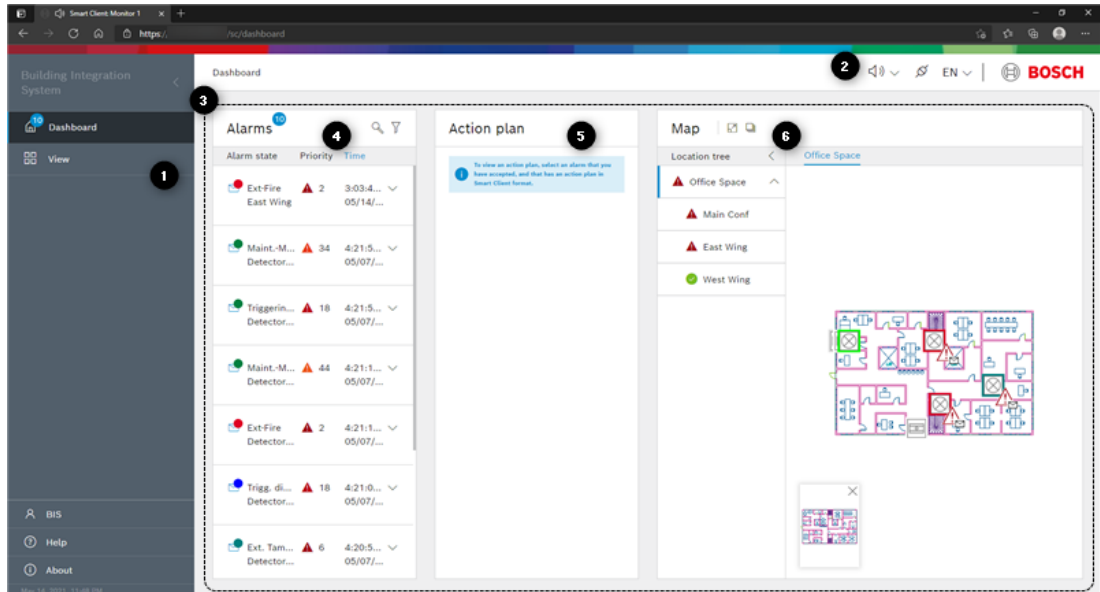 Smart Client: Monitor 1
https:/ /sc/dashboard
Building Integration
System
Dashboard
2
EN
BOSCH
3
10
Dashboard
View
1
Alarms
10
4
Alarm state Priority Time
Ext-Fire 2 3:03:4...
East Wing 05/14/...
Maint.-M... 34 4:21:5...
Detector... 05/07/...
Triggerin... 18 4:21:5...
Detector... 05/07/...
Maint.-M... 44 4:21:1...
Detector... 05/07/...
Ext-Fire 2 4:21:1...
Detector... 05/07/...
Trigg. di... 18 4:21:0...
Detector... 05/07/...
Ext. Tam... 6 4:20:5...
Detector... 05/07/...
Action plan
5
To view an action plan, select an alarm that you
have accepted, and that has an action plan in
Smart Client format.
Map
6
Location tree
Office Space
Office Space
Main Conf
East Wing
West Wing
BIS
Help
About